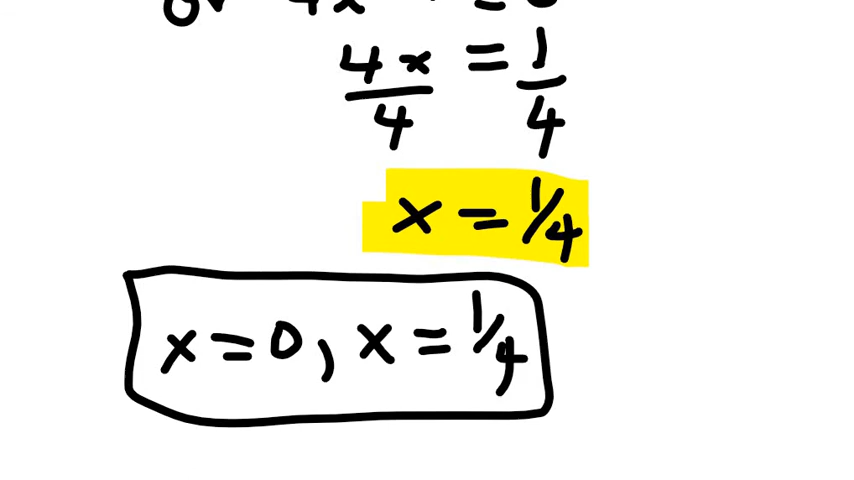 4x = 1
4 4
x = 1/4
x = 0, x = 1/4